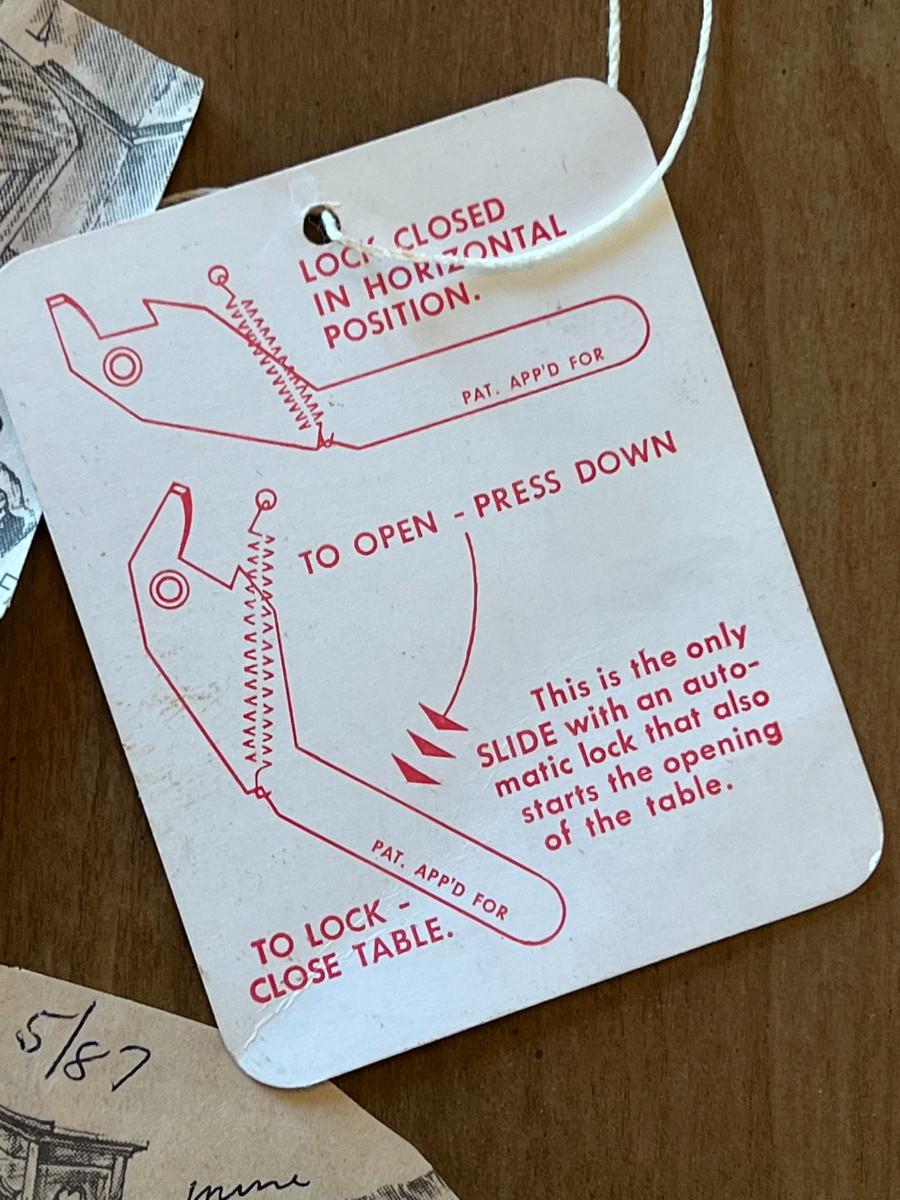 LOCK CLOSED
IN HORIZONTAL
POSITION.
PAT. APP'D FOR
TO OPEN - PRESS DOWN
This is the only
SLIDE with an auto-
matic lock that also
starts the opening
of the table.
PAT. APP'D FOR
TO LOCK -
CLOSE TABLE.
5/87